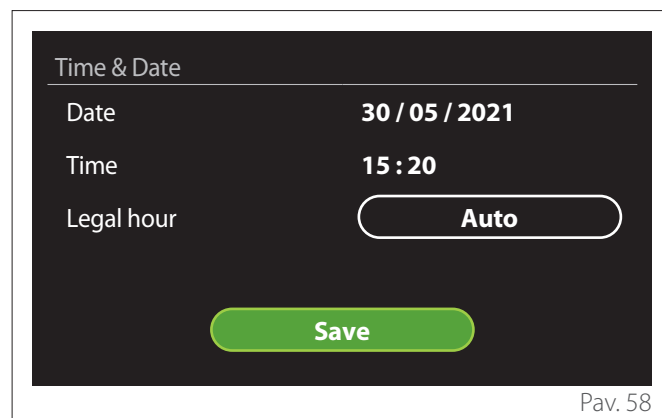 Time & Date
Date 30 / 05 / 2021
Time 15 : 20
Legal hour Auto
Save
Pav. 58